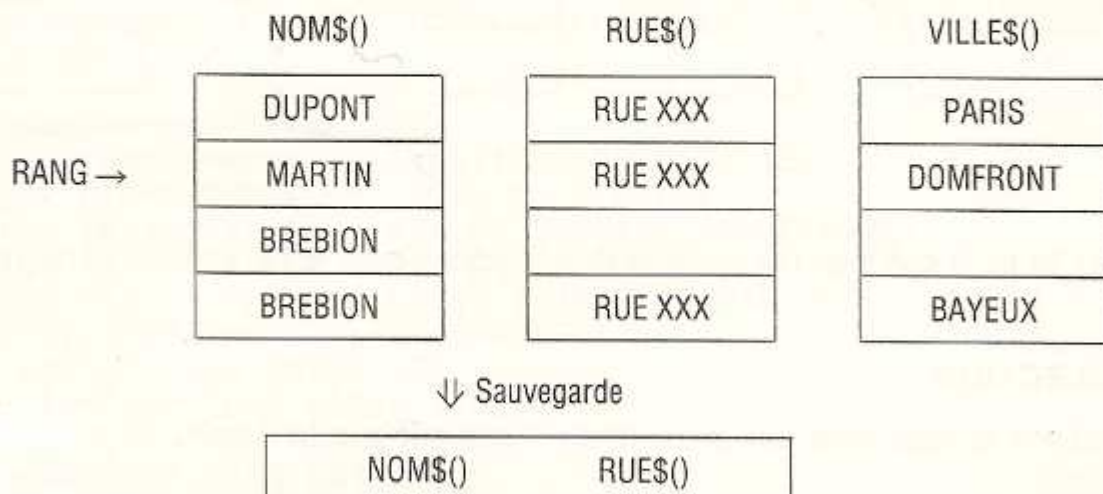 NOM$() RUE$() VILLE$()
DUPONT RUE XXX PARIS
RANG → MARTIN RUE XXX DOMFRONT
BREBION
BREBION RUE XXX BAYEUX
⇓ Sauvegarde
NOM$() RUE$()